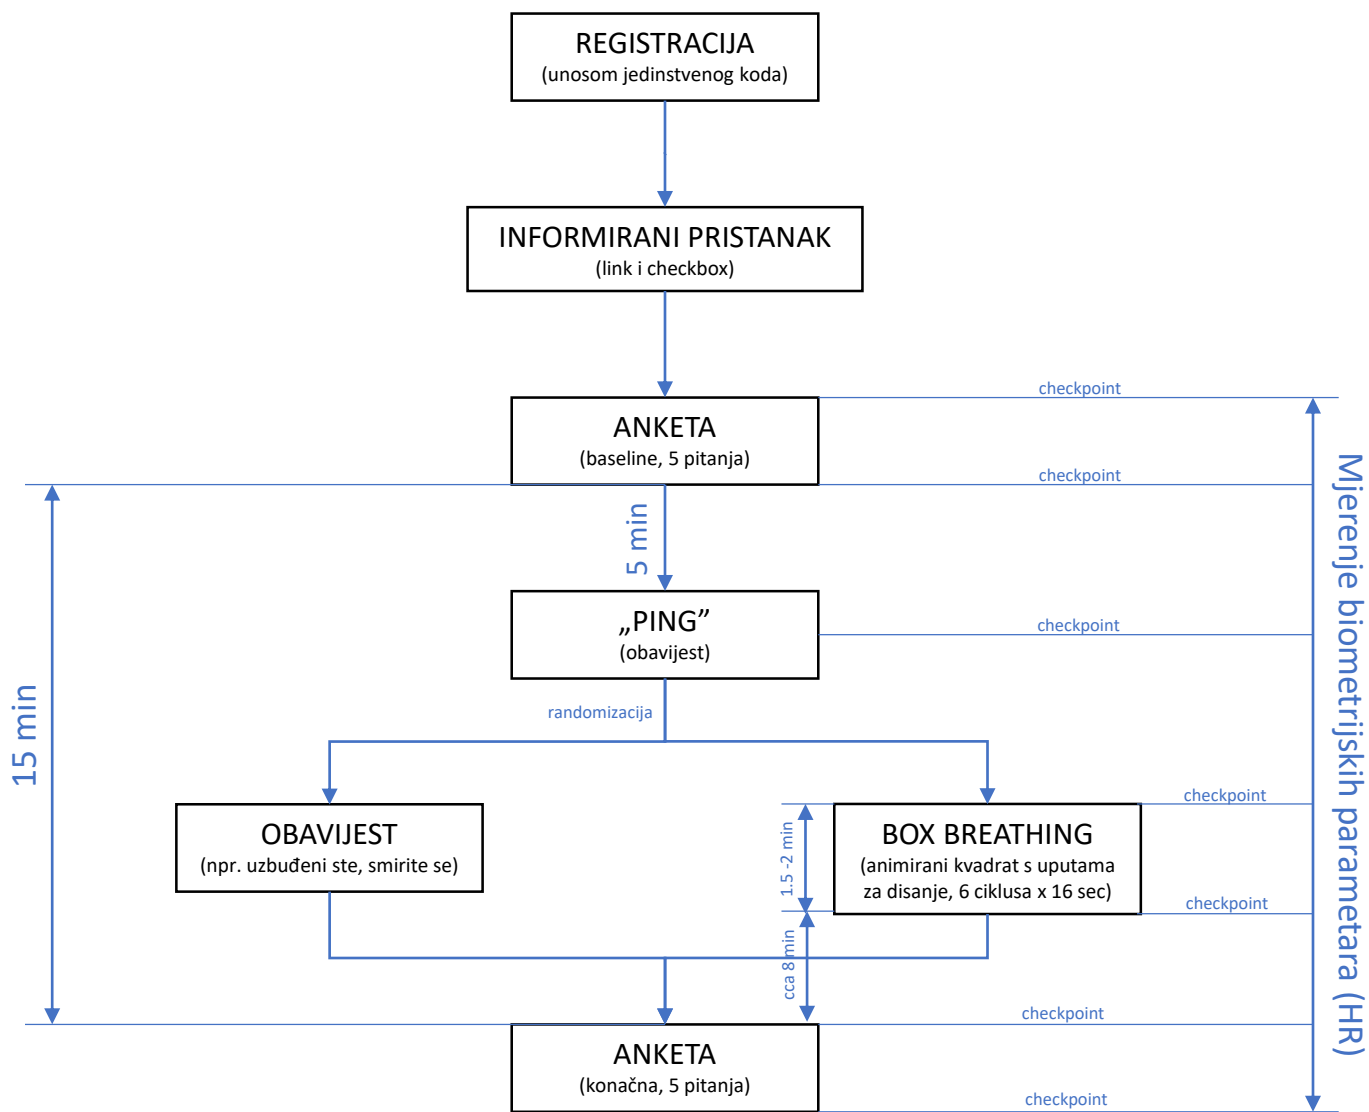 REGISTRACIJA
(unosom jedinstvenog koda)
INFORMIRANI PRISTANAK
(link i checkbox)
checkpoint
ANKETA
(baseline, 5 pitanja)
checkpoint
5 min
„PING”
(obavijest)
checkpoint
randomizacija
15 min
Mjerenje biometrijskih parametara (HR)
checkpoint
OBAVIJEST
(npr. uzbuđeni ste, smirite se)
1.5 -2 min
BOX BREATHING
(animirani kvadrat s uputama
za disanje, 6 ciklusa x 16 sec)
checkpoint
cca 8 min
checkpoint
ANKETA
(konačna, 5 pitanja)
checkpoint